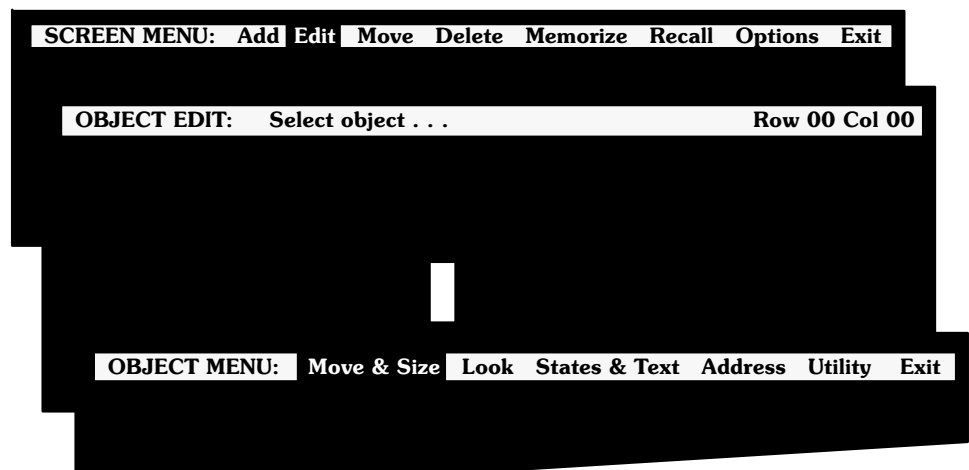 SCREEN MENU: Add Edit Move Delete Memorize Recall Options Exit
OBJECT EDIT: Select object . . . Row 00 Col 00
OBJECT MENU: Move & Size Look States & Text Address Utility Exit